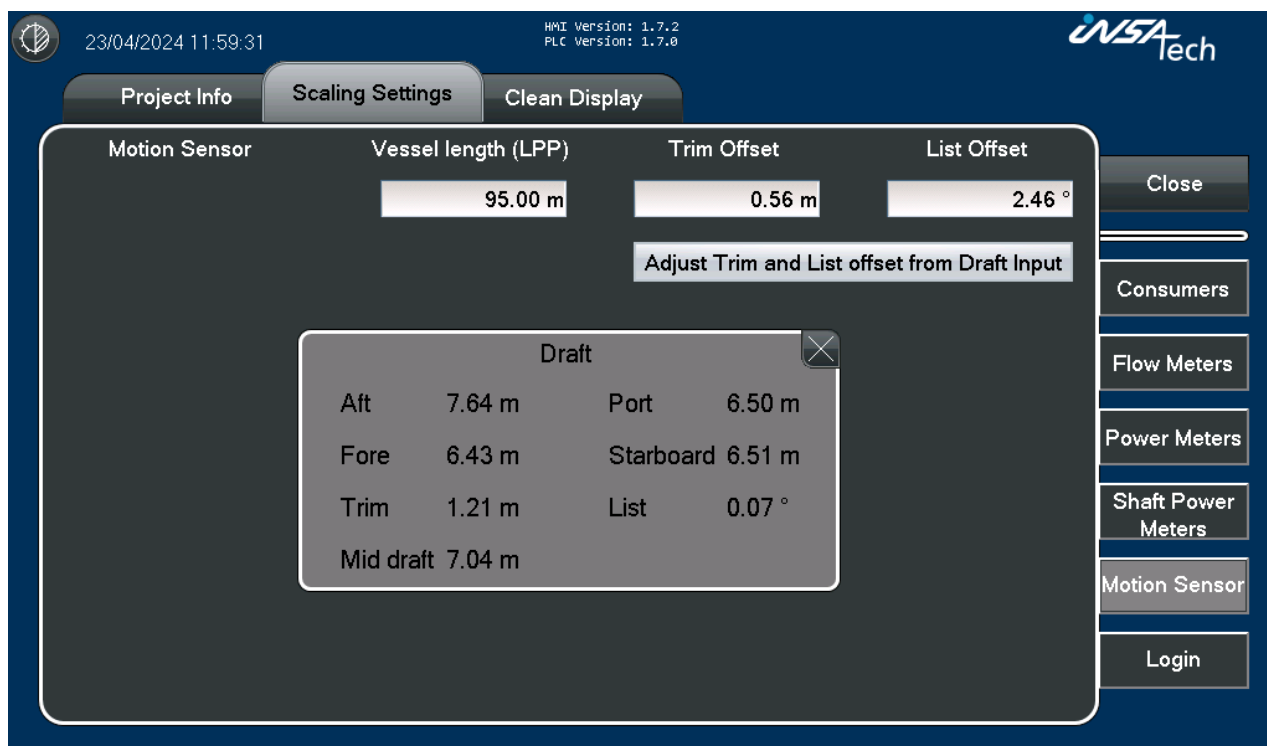 23/04/2024 11:59:31
HMI Version: 1.7.2
PLC Version: 1.7.0
iNSATech
Project Info
Scaling Settings
Clean Display
Motion Sensor
Vessel length (LPP)
Trim Offset
List Offset
95.00 m
0.56 m
2.46 °
Adjust Trim and List offset from Draft Input
Draft
Aft 7.64 m Port 6.50 m
Fore 6.43 m Starboard 6.51 m
Trim 1.21 m List 0.07 °
Mid draft 7.04 m
Close
Consumers
Flow Meters
Power Meters
Shaft Power
Meters
Motion Sensor
Login